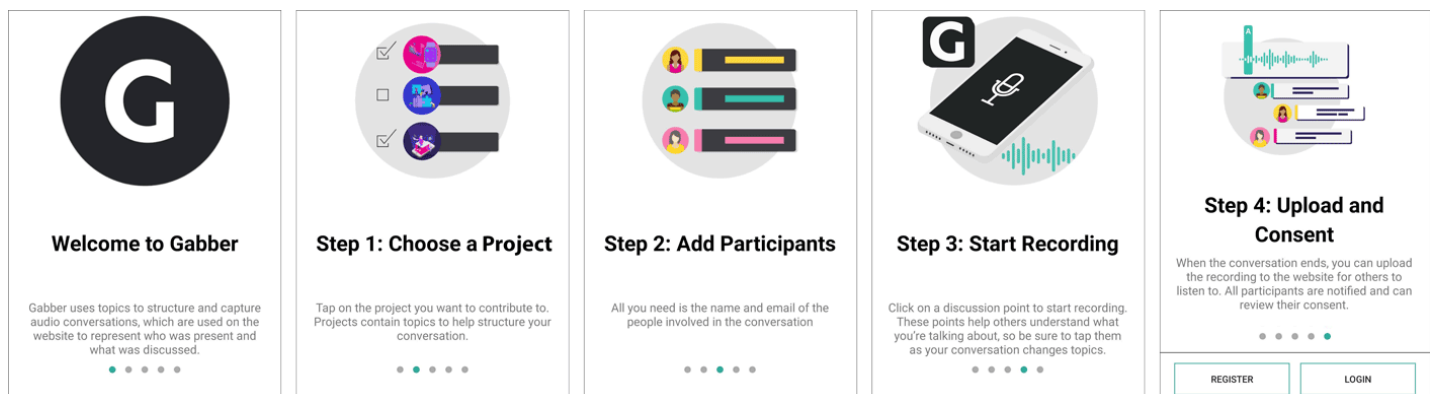 G
Welcome to Gabber
Gabber uses topics to structure and capture
audio conversations, which are used on the
website to represent who was present and
what was discussed.
Step 1: Choose a Project
Tap on the project you want to contribute to.
Projects contain topics to help structure your
conversation.
Step 2: Add Participants
All you need is the name and email of the
people involved in the conversation
G
Step 3: Start Recording
Click on a discussion point to start recording.
These points help others understand what
you're talking about, so be sure to tap them
as your conversation changes topics.
A
Step 4: Upload and
Consent
When the conversation ends, you can upload
the recording to the website for others to
listen to. All participants are notified and can
review their consent.
REGISTER
LOGIN